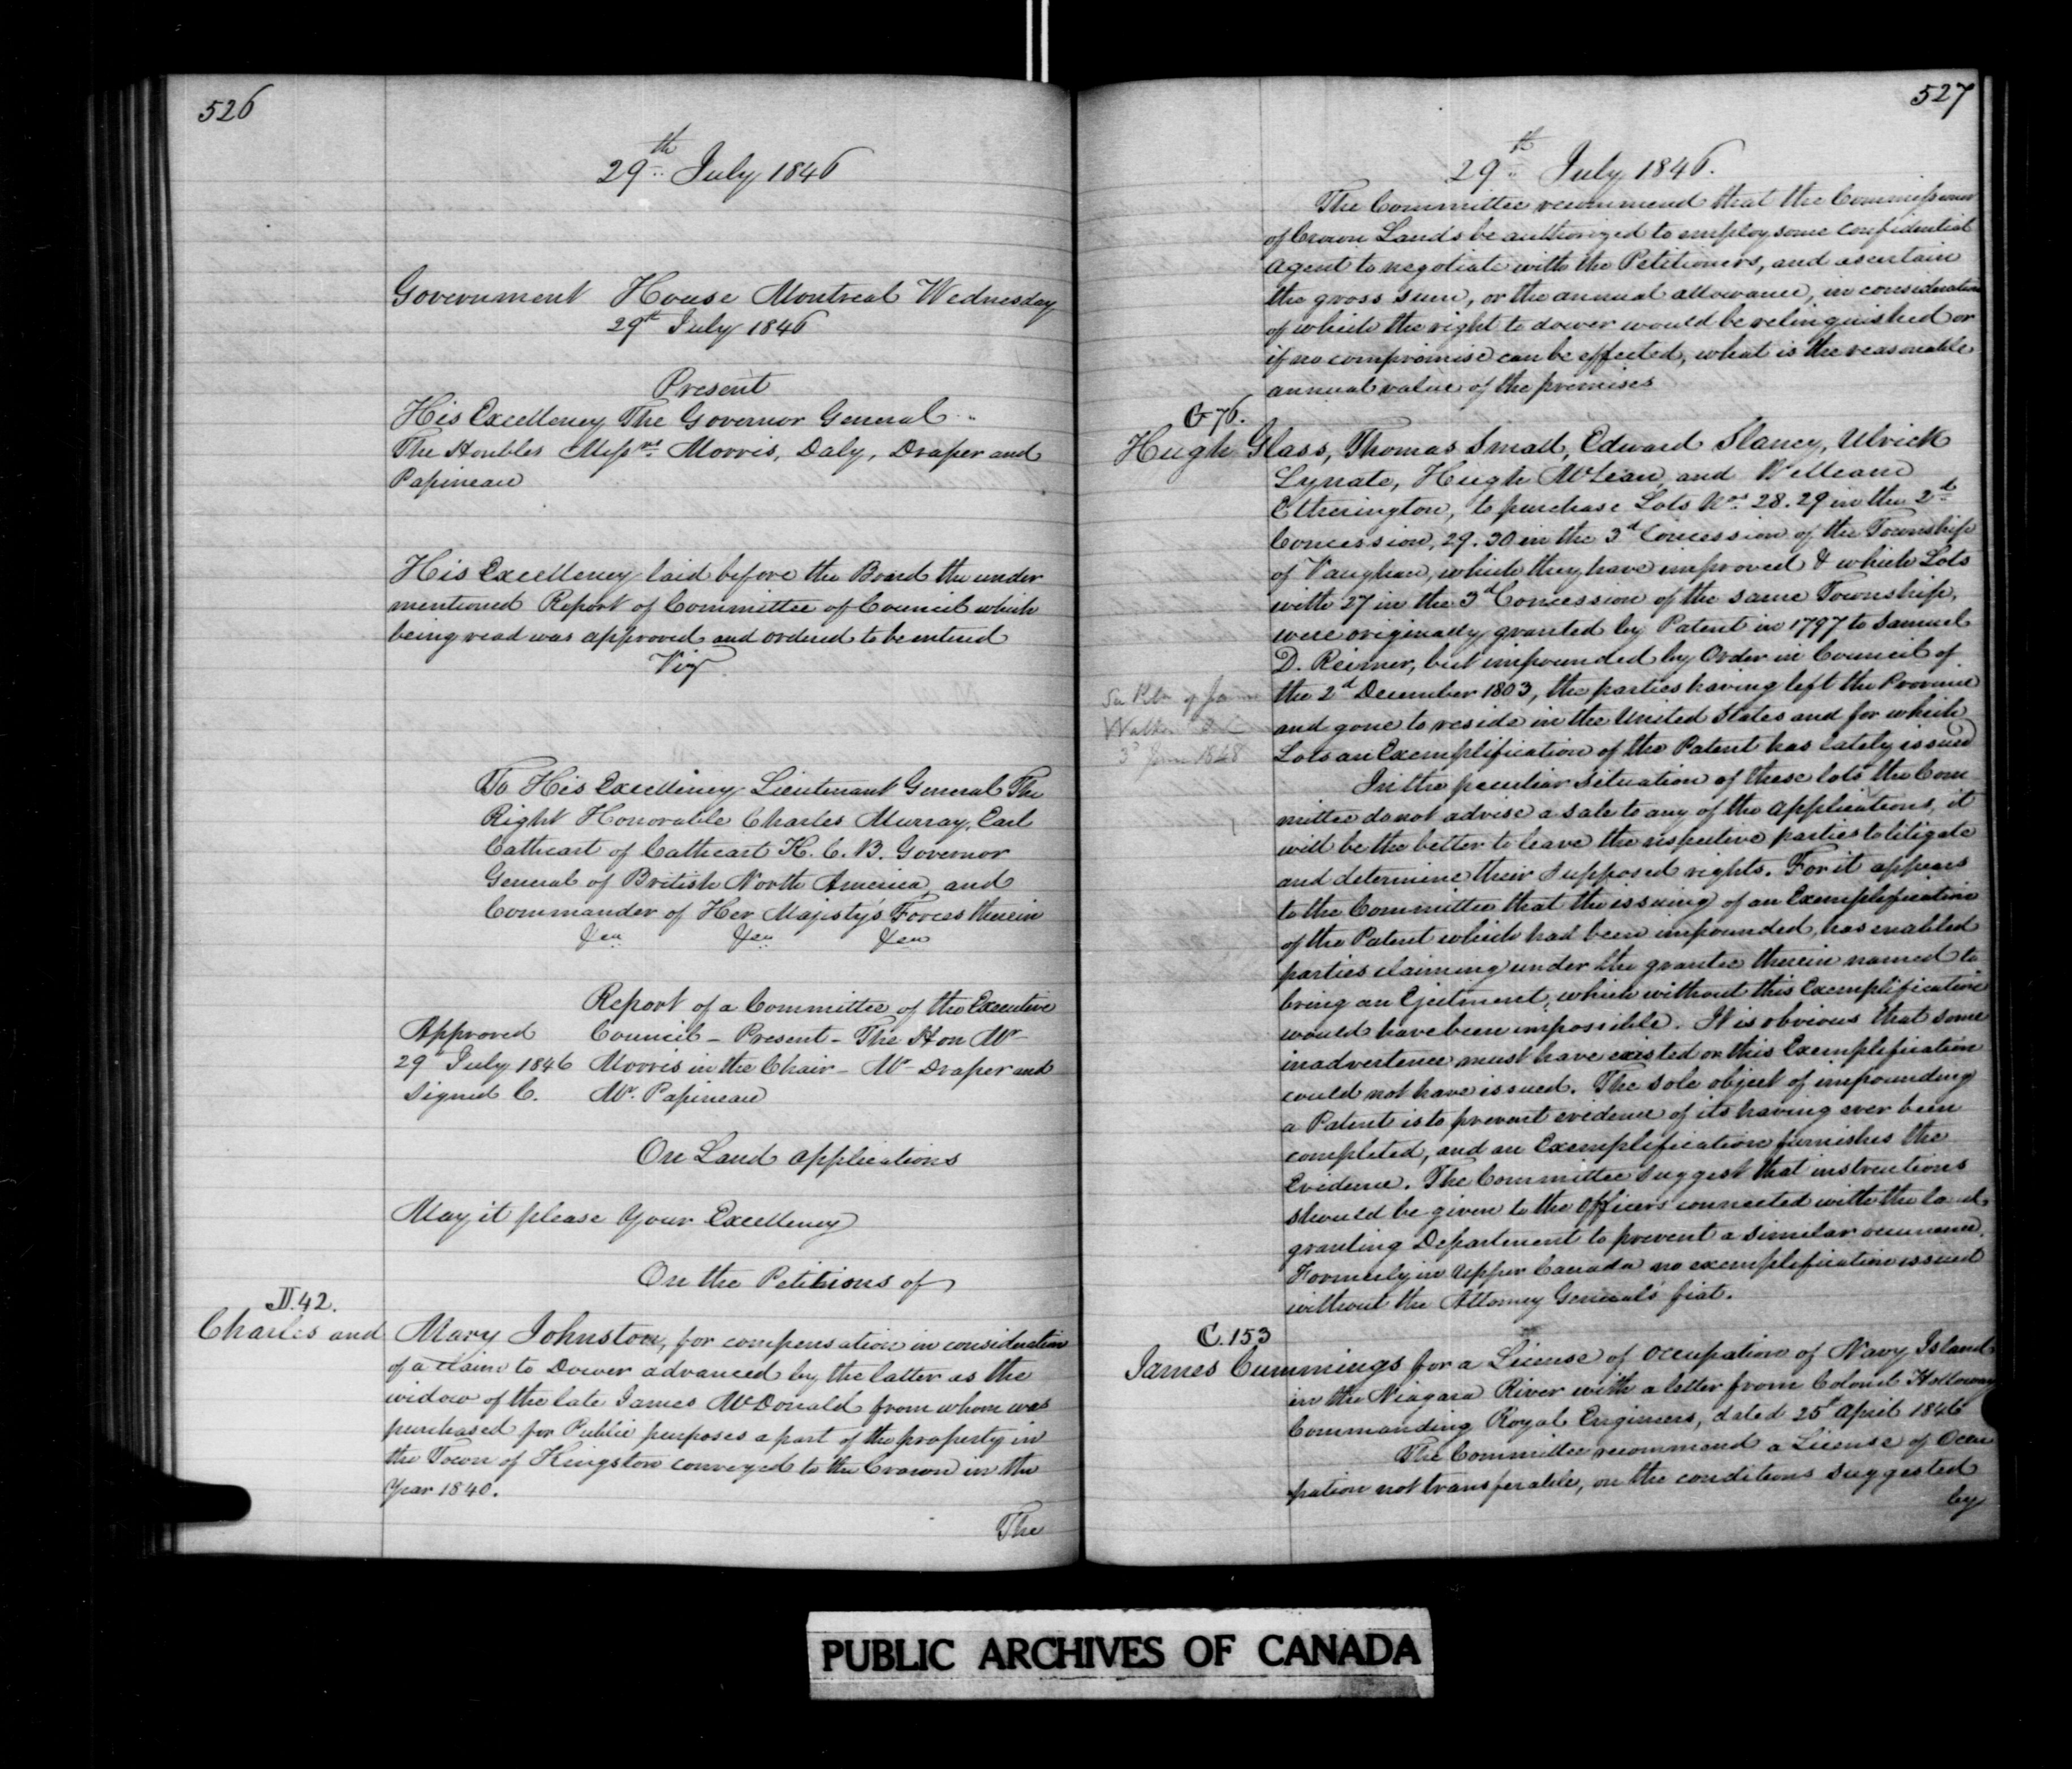 526
29th July 1846
Government House Montreal Wednesday
29th July 1846
Present
His Excellency The Governor General
The Honbles Messrs Morris, Daly, Draper and
Papineau
His Excellency laid before the Board the under
mentioned Report of Committee of Council which
being read was approved and ordered to be entered
Viz
To His Excellency Lieutenant General The
Right Honorable Charles Murray, Earl
Cathcart of Cathcart K. C. B. Governor
General of British North America, and
Commander of Her Majesty's Forces therein
&ca &ca &ca
Report of a Committee of the Executive
Approved Council - Present - The Hon Mr
29 July 1846 Morris in the Chair - Mr Draper and
Signed C. Mr. Papineau
On Land applications
May it please Your Excellency
On the Petitions of
J. 42.
Charles and Mary Johnston, for compensation in consideration
of a claim to Dower advanced by the latter as the
widow of the late James McDonald from whom was
purchased for Public purposes a part of the property in
the Town of Kingston conveyed to the Crown in the
Year 1840.
The
527
29th July 1846.
The Committee recommend that the Commissioner
of Crown Lands be authorized to employ some confidential
Agent to negotiate with the Petitioners, and ascertain
the gross sum, or the annual allowance, in consideration
of which the right to dower would be relinquished or
if no compromise can be effected, what is the reasonable
annual value of the premises
G 76.
Hugh Glass, Thomas Small, Edward Slancy, Ulrick
Lynate, Hugh McLean, and William
Etherington, to purchase Lots Nos 28. 29 in the 2d
Concession, 29. 30 in the 3d Concession of the Township
of Vaughan, which they have improved & which Lots
with 27 in the 3d Concession of the same Township,
were originally granted by Patent in 1797 to Samuel
D. Reimer, but impounded by Order in Council of
the 2d December 1803, the parties having left the Province
and gone to reside in the United States and for which
Lots an Exemplification of the Patent has lately issued
See Petn of
1848
In the peculiar situation of these lots the Com
mittee do not advise a sale to any of the applications, it
will be the better to leave the respective parties to litigate
and determine their supposed rights. For it appears
to the Committee that the issuing of an Exemplification
of the Patent which had been impounded, has enabled
parties claiming under the grantee therein named to
bring an Ejectment, which without this Exemplification
would have been impossible. It is obvious that some
inadvertence must have existed or this Exemplification
could not have issued. The sole object of impounding
a Patent is to prevent evidence of its having ever been
completed, and an Exemplification furnishes the
Evidence. The Committee suggest that instructions
should be given to the Officers connected with the land
granting Department to prevent a similar occurrence.
Formerly in Upper Canada no exemplification issued
without the Attorney General's fiat.
C. 153
James Cummings for a License of Occupation of Navy Island
in the Niagara River with a letter from Colonel Holloway
Commanding Royal Engineers, dated 25t April 1846
The Committee recommend a License of Occu
pation not transferable, on the conditions suggested
by
PUBLIC ARCHIVES OF CANADA